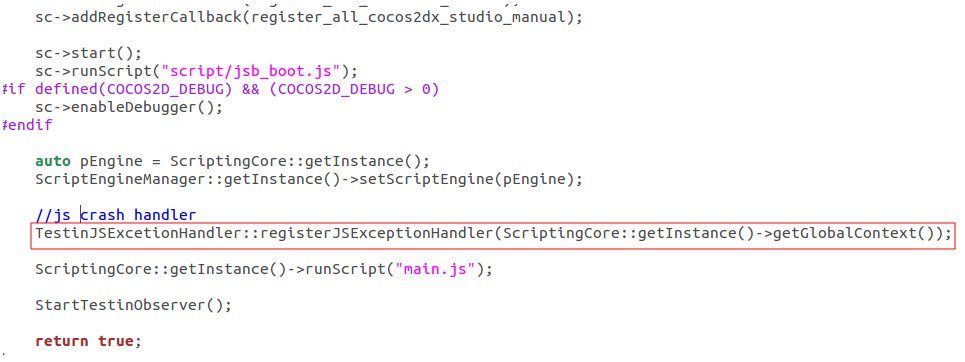 sc->addRegisterCallback(register_all_cocos2dx_studio_manual);
sc->start();
sc->runScript("script/jsb_boot.js");
#if defined(COCOS2D_DEBUG) && (COCOS2D_DEBUG > 0)
sc->enableDebugger();
#endif
auto pEngine = ScriptingCore::getInstance();
ScriptEngineManager::getInstance()->setScriptEngine(pEngine);
//js crash handler
TestinJSExcetionHandler::registerJSExceptionHandler(ScriptingCore::getInstance()->getGlobalContext());
ScriptingCore::getInstance()->runScript("main.js");
StartTestinObserver();
return true;